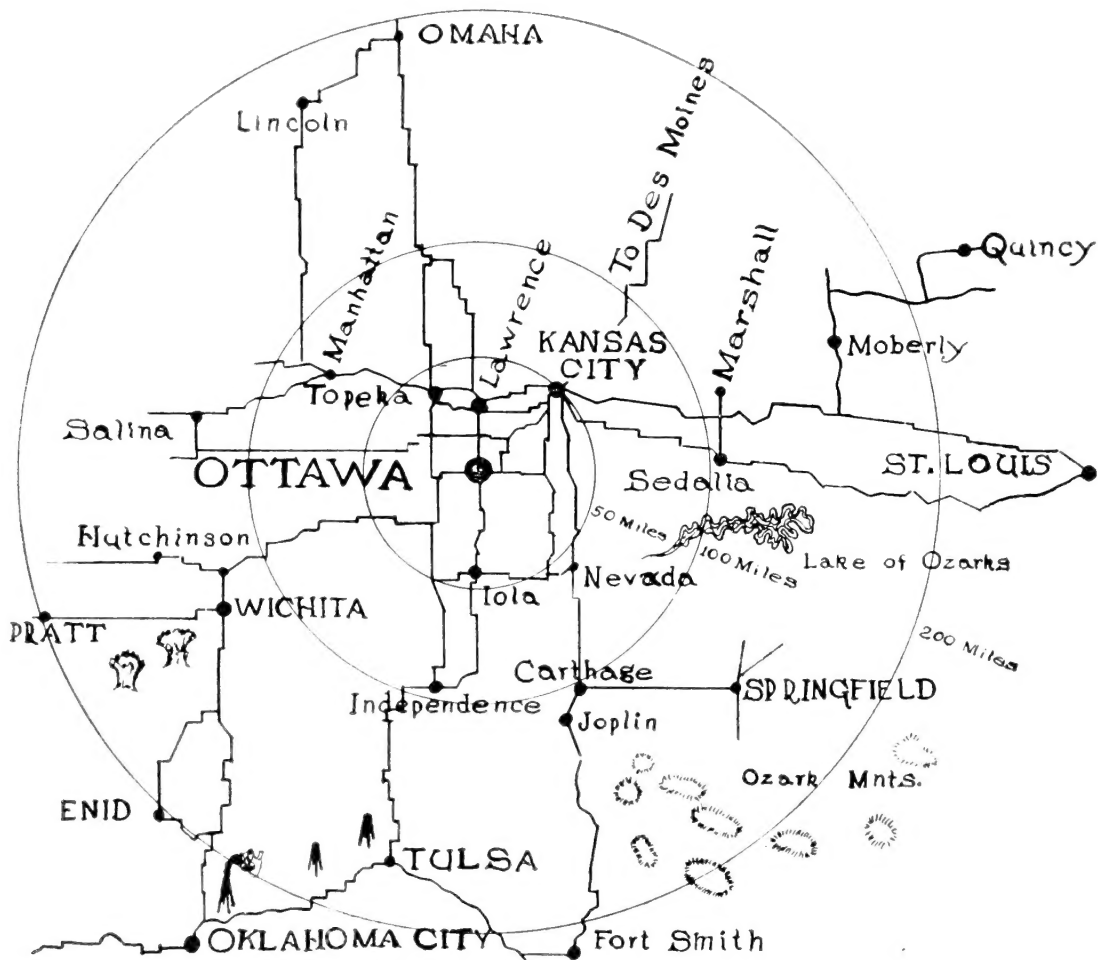 OMAHA
Lincoln
To Des Moines
Manhattan
Lawrence
Marshall
Quincy
KANSAS
CITY
Moberly
Topeka
Salina
OTTAWA
ST. LOUIS
Sedalia
50 Miles
100 Miles
Hutchinson
Lake of Ozarks
Nevada
Iola
WICHITA
PRATT
200 Miles
Carthage
SPRINGFIELD
Independence
Joplin
Ozark Mnts.
ENID
TULSA
OKLAHOMA CITY
Fort Smith